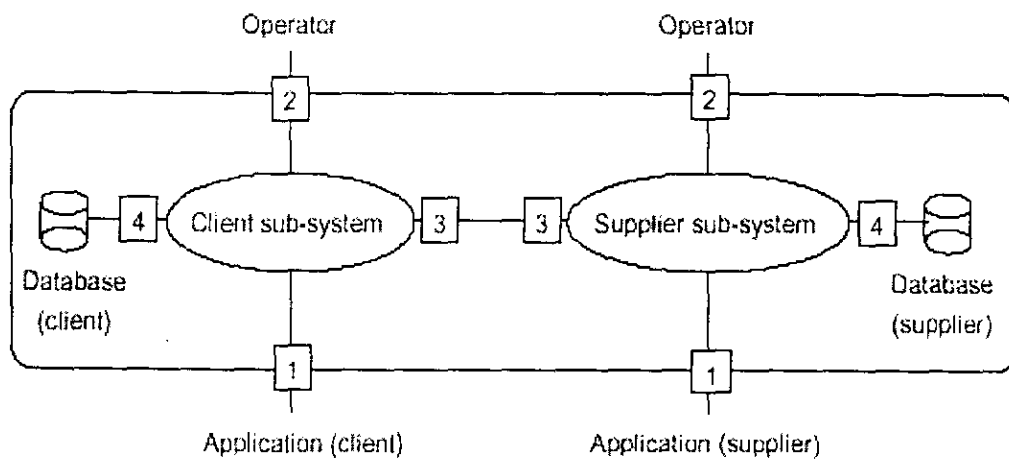 Operator
Operator
2
2
4
Client sub-system
3
3
Supplier sub-system
4
Database
(client)
Database
(supplier)
1
1
Application (client)
Application (supplier)